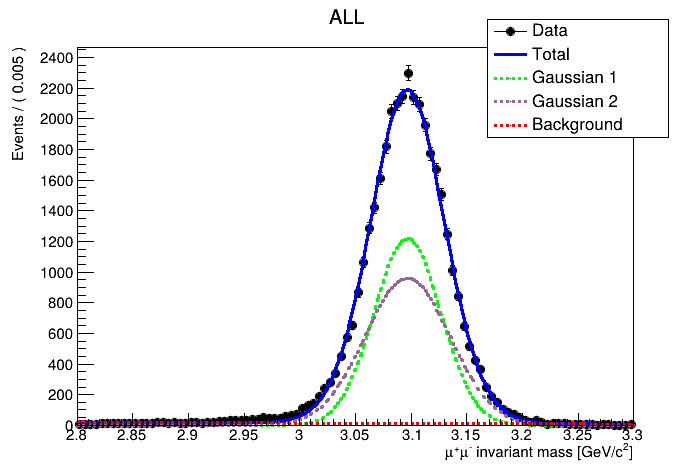 ALL
Events / ( 0.005 )
2400
2200
2000
1800
1600
1400
1200
1000
800
600
400
200
0
2.8 2.85 2.9 2.95 3 3.05 3.1 3.15 3.2 3.25 3.3
μ⁺μ⁻ invariant mass [GeV/c²]
Data
Total
Gaussian 1
Gaussian 2
Background